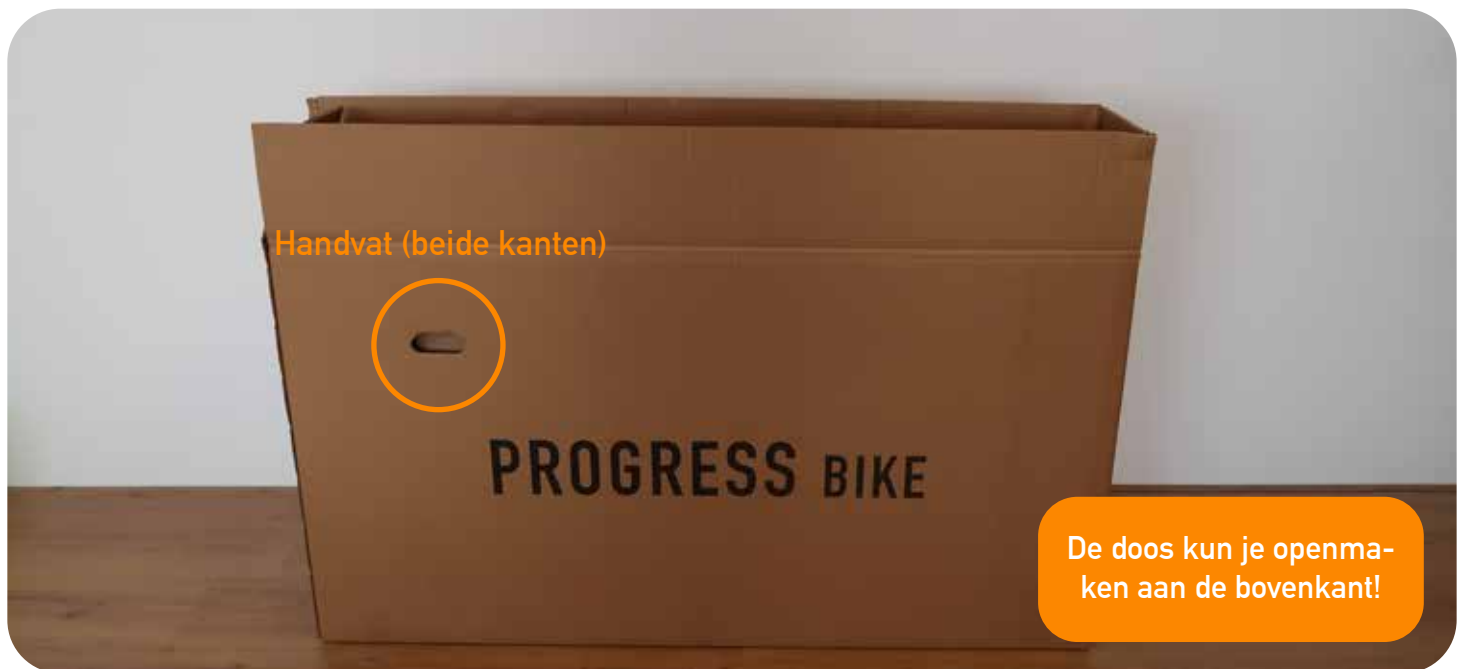 Handvat (beide kanten)
PROGRESS BIKE
De doos kun je openma-
ken aan de bovenkant!